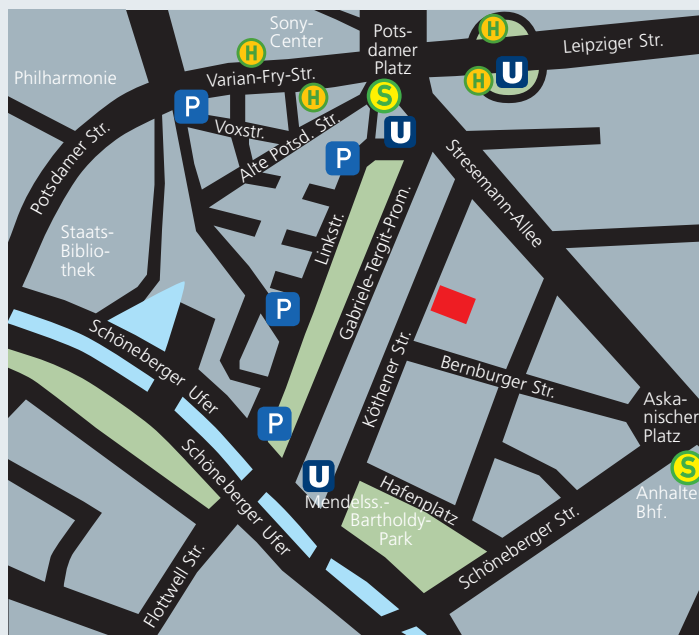 Sony-
Center
H
Pots-
damer
Platz
H
Leipziger Str.
Philharmonie
Varian-Fry-Str.
H
S
H
U
P
Voxstr.
Alte Potsd. Str.
U
P
Potsdamer Str.
Stresemann-Allee
Staats-
Biblio-
thek
Linkstr.
Gabriele-Tergit-Prom.
P
Schöneberger Ufer
Köthener Str.
Bernburger Str.
Aska-
nischer
Platz
P
S
Anhalte
Bhf.
Schöneberger Ufer
U
Mendelss.-
Bartholdy-
Park
Hafenplatz
Schöneberger Str.
Flottwell Str.